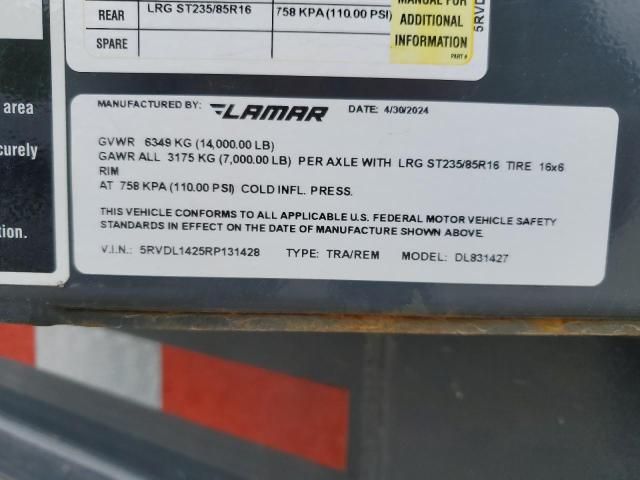 REAR LRG ST235/85R16 758 KPA (110.00 PSI)
SPARE
MANUAL FOR
ADDITIONAL
INFORMATION
PART #
5RVD
area
curely
tion.
MANUFACTURED BY: LAMAR DATE: 4/30/2024
GVWR 6349 KG (14,000.00 LB)
GAWR ALL 3175 KG (7,000.00 LB) PER AXLE WITH LRG ST235/85R16 TIRE 16x6
RIM
AT 758 KPA (110.00 PSI) COLD INFL. PRESS.
THIS VEHICLE CONFORMS TO ALL APPLICABLE U.S. FEDERAL MOTOR VEHICLE SAFETY
STANDARDS IN EFFECT ON THE DATE OF MANUFACTURE SHOWN ABOVE.
V.I.N.: 5RVDL1425RP131428 TYPE: TRA/REM MODEL: DL831427